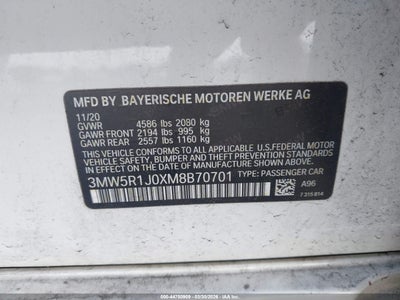 MFD BY BAYERISCHE MOTOREN WERKE AG
11/20
GVWR 4586 lbs 2080 kg
GAWR FRONT 2194 lbs 995 kg
GAWR REAR 2557 lbs 1160 kg
THIS VEHICLE CONFORMS TO ALL APPLICABLE U.S.FEDERAL MOTOR
VEHICLE SAFETY, BUMPER, AND THEFT PREVENTION STANDARDS IN
EFFECT ON THE DATE OF MANUFACTURE SHOWN ABOVE.
3MW5R1J0XM8B70701 TYPE: PASSENGER CAR
A96
7315814